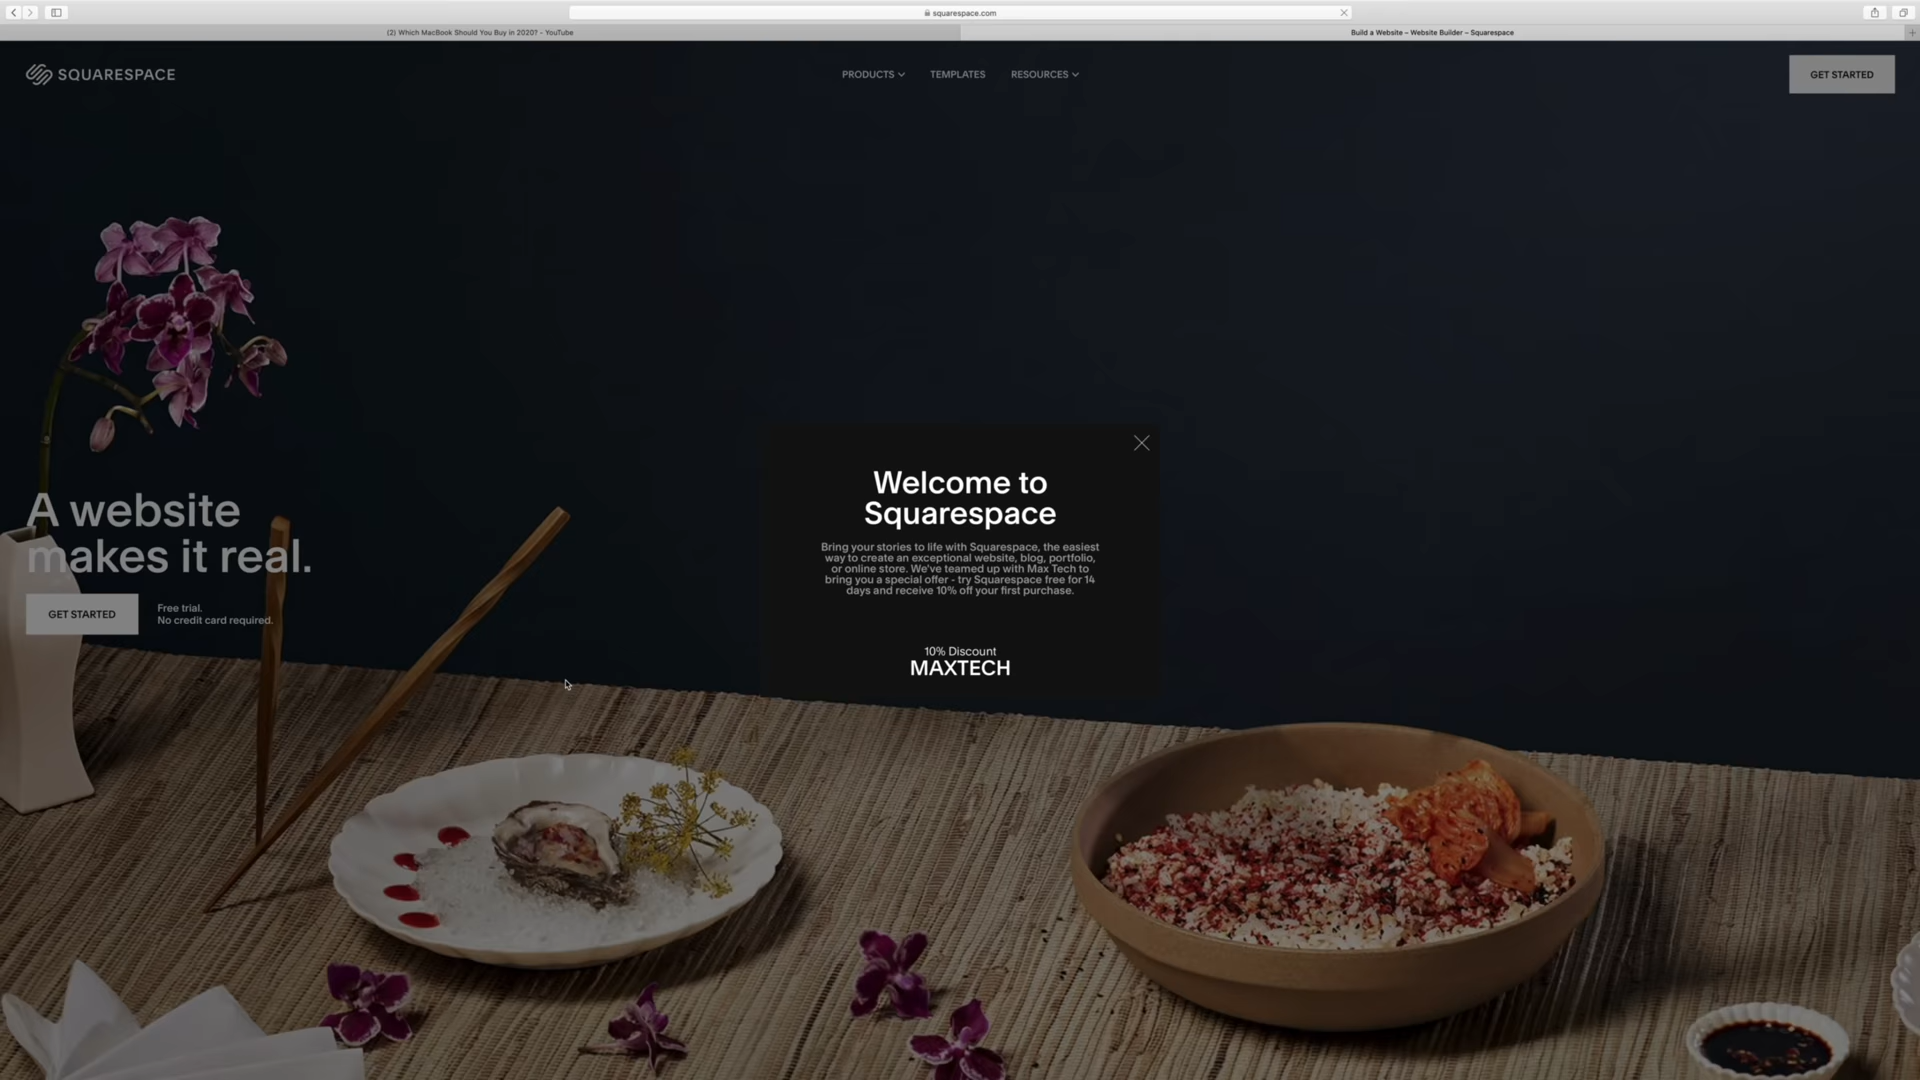 squarespace.com
(2) Which MacBook Should You Buy in 2020? - YouTube
Build a Website – Website Builder – Squarespace
SQUARESPACE
PRODUCTS
TEMPLATES
RESOURCES
GET STARTED
A website
makes it real.
GET STARTED
Free trial.
No credit card required.
Welcome to
Squarespace
Bring your stories to life with Squarespace, the easiest
way to create an exceptional website, blog, portfolio,
or online store. We've teamed up with Max Tech to
bring you a special offer - try Squarespace free for 14
days and receive 10% off your first purchase.
10% Discount
MAXTECH